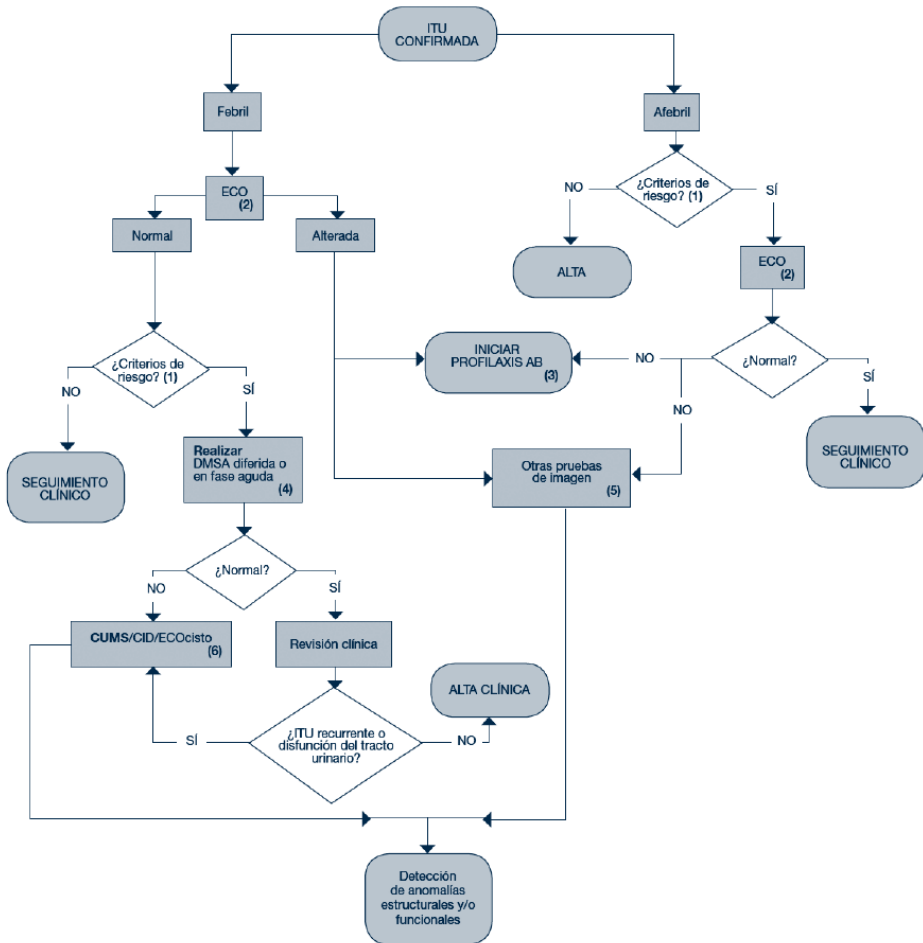 ITU
CONFIRMADA
Febril
Afebril
¿Criterios de
riesgo? (1)
NO
SÍ
ECO
(2)
Normal
Alterada
ALTA
ECO
(2)
¿Criterios de
riesgo? (1)
NO
SÍ
INICIAR
PROFILAXIS AB
(3)
NO
¿Normal?
NO
SÍ
SEGUIMIENTO
CLÍNICO
Realizar
DMSA diferida o
en fase aguda
(4)
Otras pruebas
de imagen
(5)
SEGUIMIENTO
CLÍNICO
¿Normal?
NO
SÍ
CUMS/CID/ECOcisto
(6)
Revisión clínica
ALTA CLÍNICA
¿ITU recurrente o
disfunción del tracto
urinario?
SÍ
NO
Detección
de anomalías
estructurales y/o
funcionales